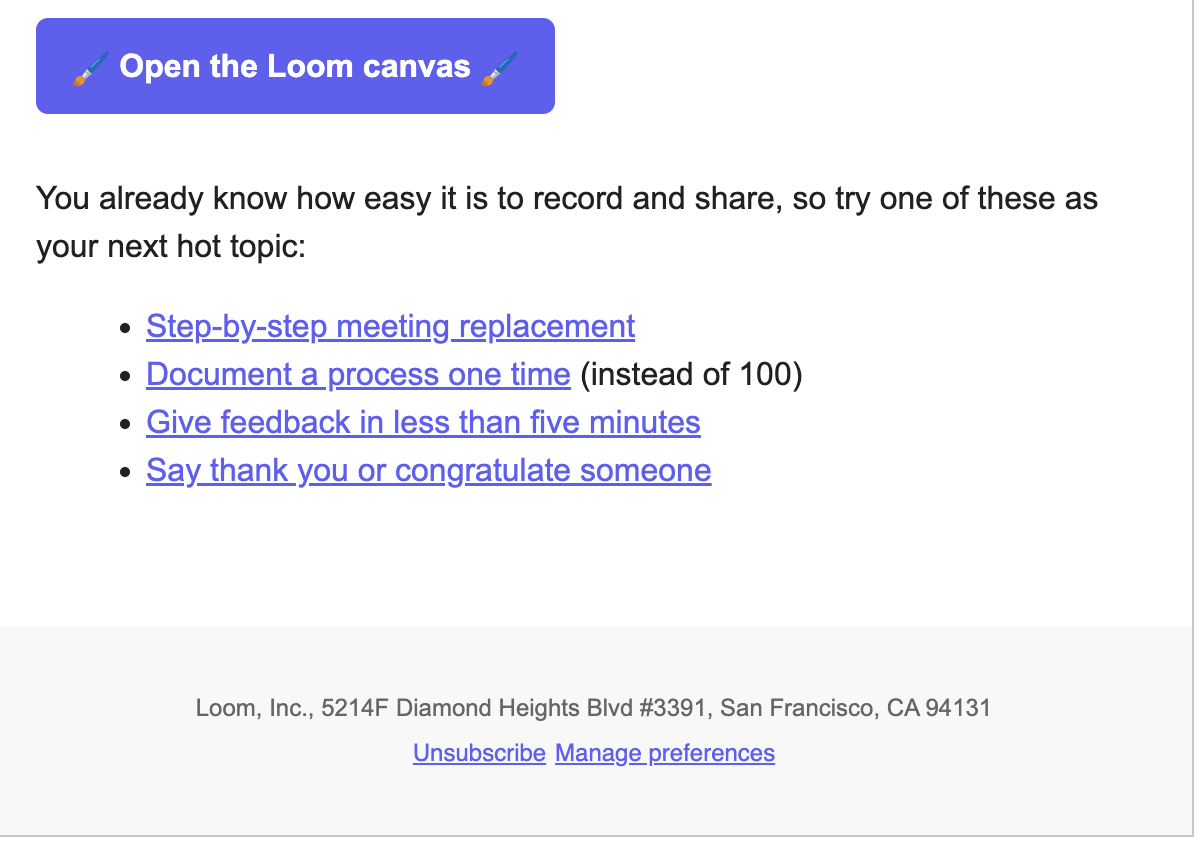 🖌️ Open the Loom canvas 🖌️
You already know how easy it is to record and share, so try one of these as
your next hot topic:
• Step-by-step meeting replacement
• Document a process one time (instead of 100)
• Give feedback in less than five minutes
• Say thank you or congratulate someone
Loom, Inc., 5214F Diamond Heights Blvd #3391, San Francisco, CA 94131
Unsubscribe Manage preferences